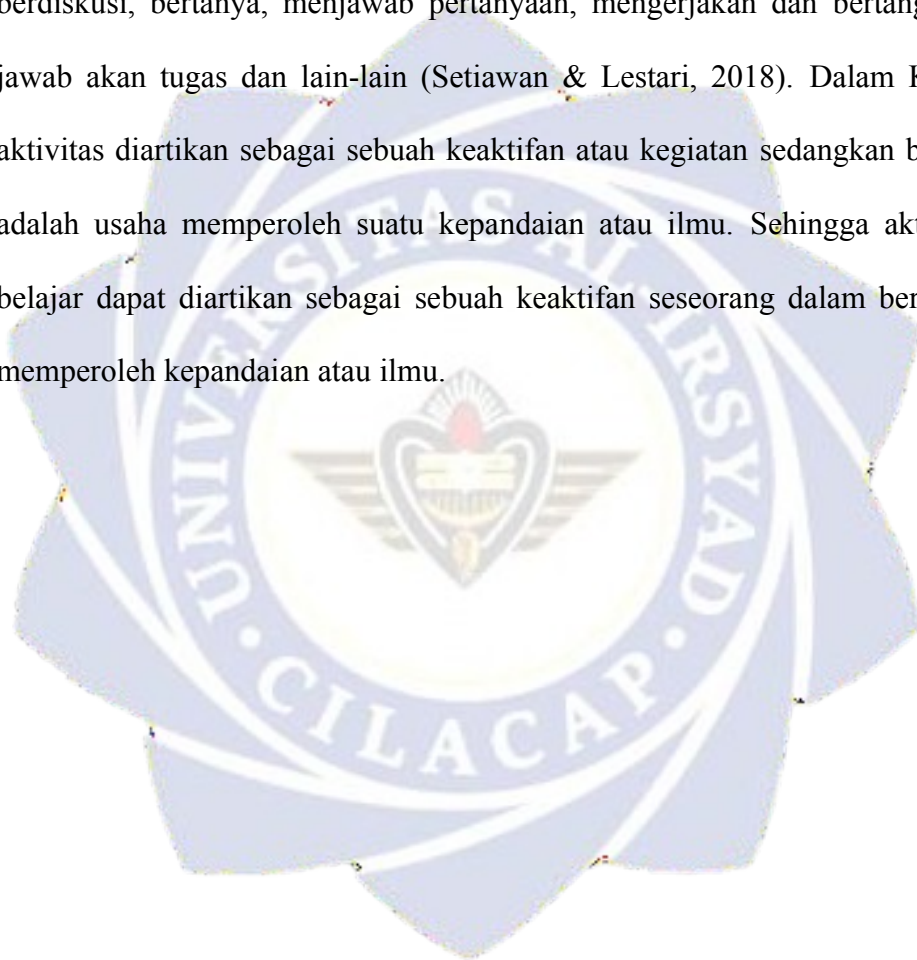 berdiskusi, bertanya, menjawab pertanyaan, mengerjakan dan bertang
jawab akan tugas dan lain-lain (Setiawan & Lestari, 2018). Dalam K
aktivitas diartikan sebagai sebuah keaktifan atau kegiatan sedangkan b
adalah usaha memperoleh suatu kepandaian atau ilmu. Sehingga akt
belajar dapat diartikan sebagai sebuah keaktifan seseorang dalam ber
memperoleh kepandaian atau ilmu.
UNIVERSITAS AL IRSYAD
CILACAP